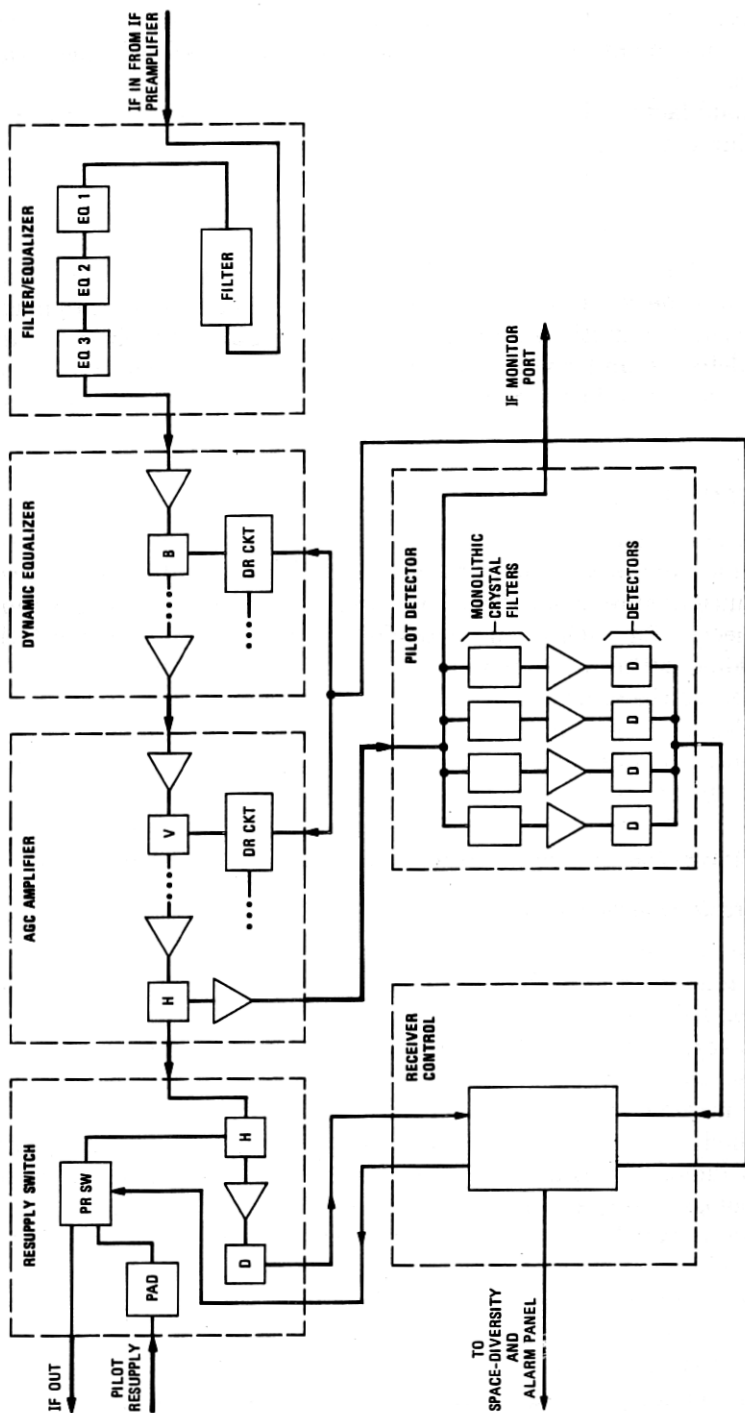 IF OUT
PILOT
RESUPPLY
RESUPPLY SWITCH
PR SW
PAD
H
D
AGC AMPLIFIER
H
V
DR CKT
DYNAMIC EQUALIZER
B
DR CKT
FILTER/EQUALIZER
EQ 3
EQ 2
EQ 1
FILTER
IF IN FROM IF
PREAMPLIFIER
TO
SPACE-DIVERSITY
AND
ALARM PANEL
RECEIVER
CONTROL
PILOT DETECTOR
MONOLITHIC
CRYSTAL
FILTERS
DETECTORS
D
D
D
D
IF MONITOR
PORT